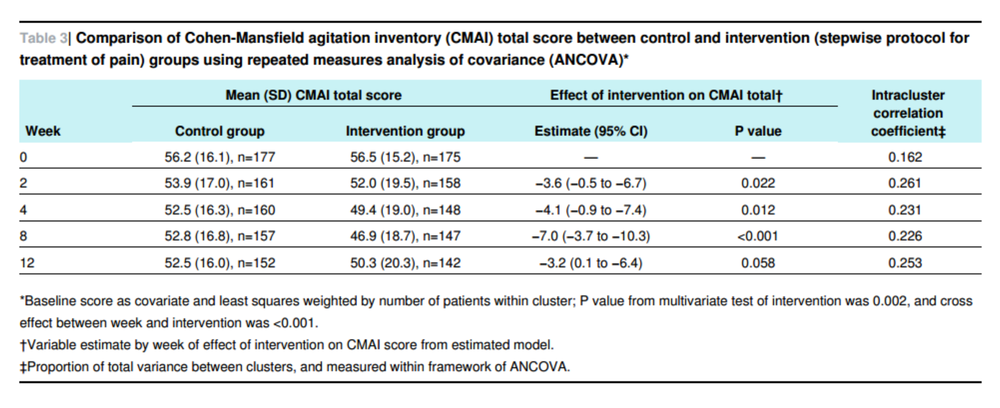 Table 3| Comparison of Cohen-Mansfield agitation inventory (CMAI) total score between control and intervention (stepwise protocol for
treatment of pain) groups using repeated measures analysis of covariance (ANCOVA)*
Mean (SD) CMAI total score Effect of intervention on CMAI total† Intracluster
correlation
Week Control group Intervention group Estimate (95% CI) P value coefficient‡
0 56.2 (16.1), n=177 56.5 (15.2), n=175 — — 0.162
2 53.9 (17.0), n=161 52.0 (19.5), n=158 −3.6 (−0.5 to −6.7) 0.022 0.261
4 52.5 (16.3), n=160 49.4 (19.0), n=148 −4.1 (−0.9 to −7.4) 0.012 0.231
8 52.8 (16.8), n=157 46.9 (18.7), n=147 −7.0 (−3.7 to −10.3) <0.001 0.226
12 52.5 (16.0), n=152 50.3 (20.3), n=142 −3.2 (0.1 to −6.4) 0.058 0.253
*Baseline score as covariate and least squares weighted by number of patients within cluster; P value from multivariate test of intervention was 0.002, and cross
effect between week and intervention was <0.001.
†Variable estimate by week of effect of intervention on CMAI score from estimated model.
‡Proportion of total variance between clusters, and measured within framework of ANCOVA.